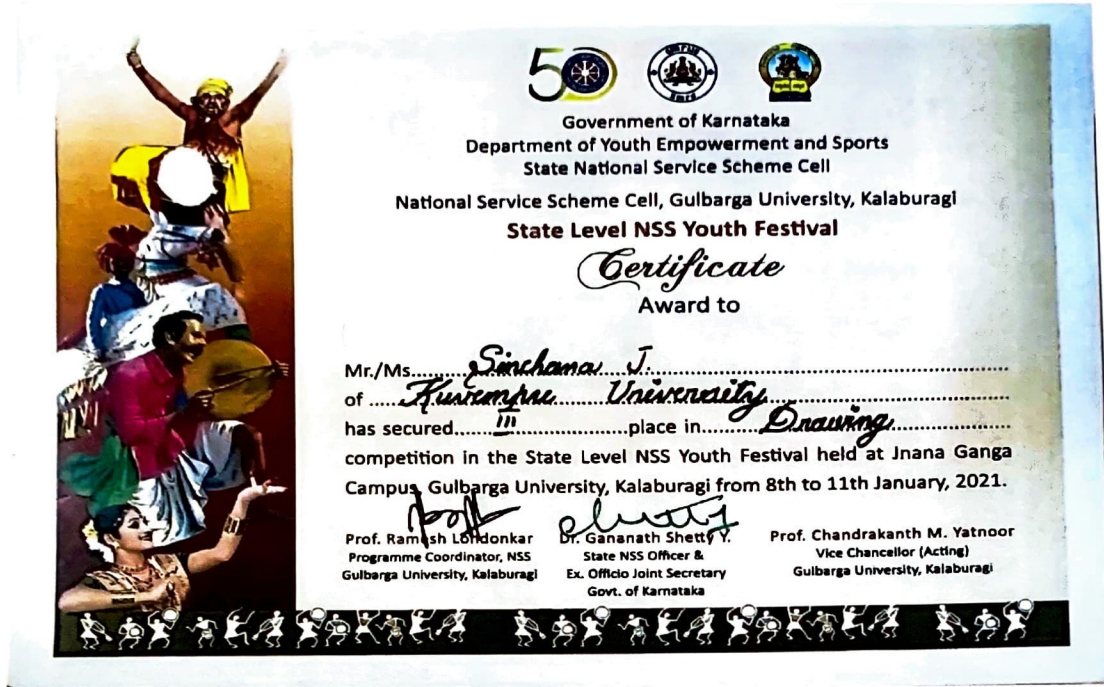 50
Government of Karnataka
Department of Youth Empowerment and Sports
State National Service Scheme Cell
National Service Scheme Cell, Gulbarga University, Kalaburagi
State Level NSS Youth Festival
Certificate
Award to
Mr./Ms. Sinchana J.
of Kuvempu University
has secured III place in Drawing
competition in the State Level NSS Youth Festival held at Jnana Ganga
Campus, Gulbarga University, Kalaburagi from 8th to 11th January, 2021.
Prof. Ramesh Londonkar
Programme Coordinator, NSS
Gulbarga University, Kalaburagi
Dr. Gananath Shetty Y.
State NSS Officer &
Ex. Officio Joint Secretary
Govt. of Karnataka
Prof. Chandrakanth M. Yatnoor
Vice Chancellor (Acting)
Gulbarga University, Kalaburagi